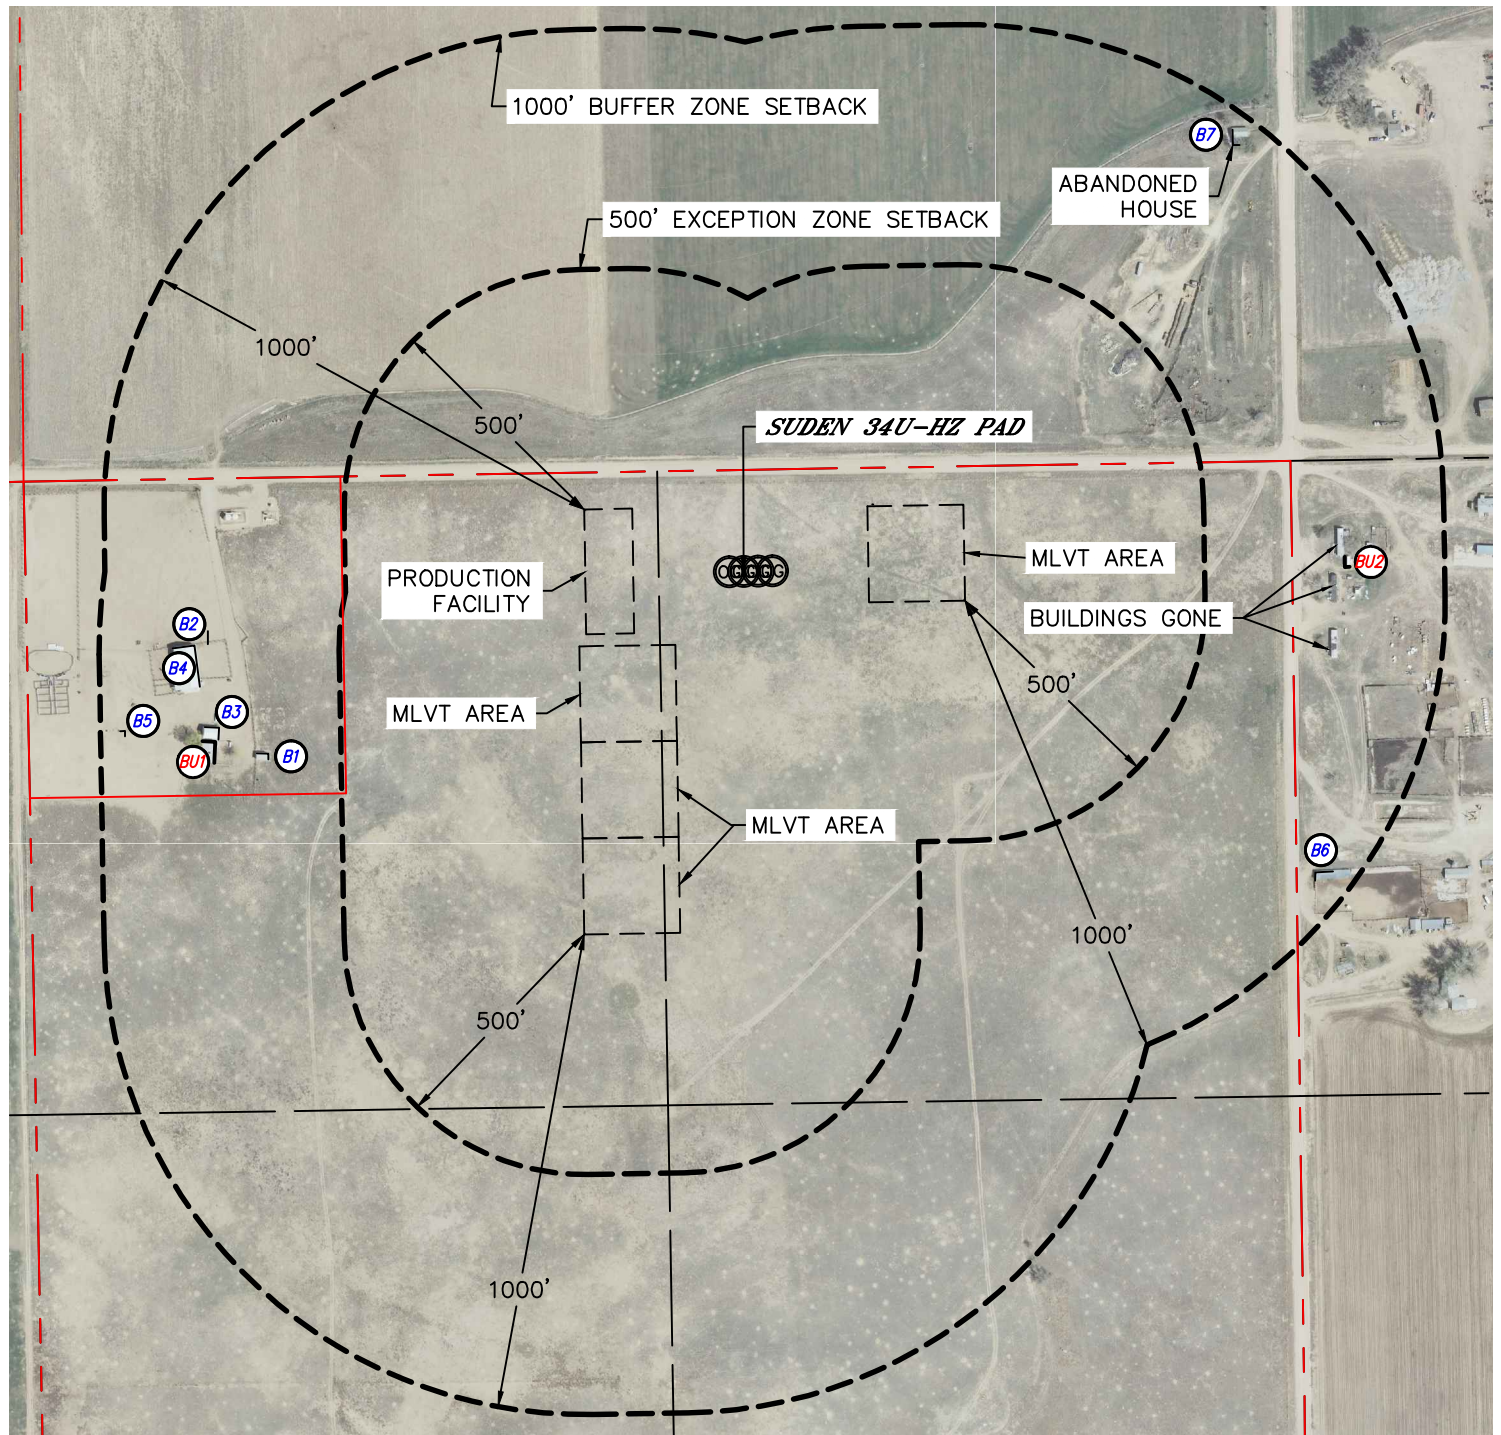 1000' BUFFER ZONE SETBACK
B7
ABANDONED
HOUSE
500' EXCEPTION ZONE SETBACK
1000'
500'
SUDEN 34U-HZ PAD
PRODUCTION
FACILITY
MLVT AREA
BU2
BUILDINGS GONE
B2
B4
B3
B5
BU1
B1
MLVT AREA
500'
MLVT AREA
B6
1000'
500'
1000'